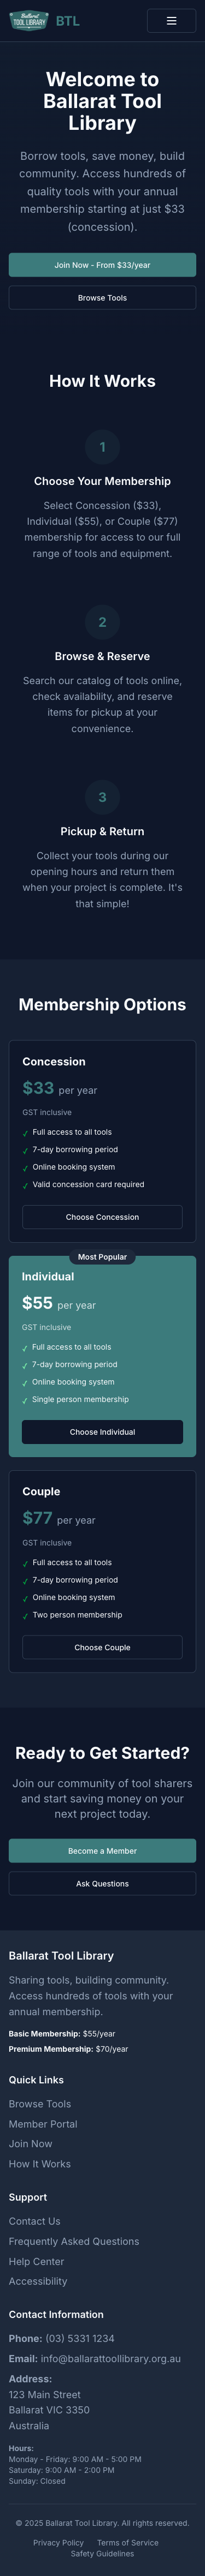 Ballarat
TOOL LIBRARY
BTL
Welcome to
Ballarat Tool
Library
Borrow tools, save money, build
community. Access hundreds of
quality tools with your annual
membership starting at just $33
(concession).
Join Now - From $33/year
Browse Tools
How It Works
1
Choose Your Membership
Select Concession ($33),
Individual ($55), or Couple ($77)
membership for access to our full
range of tools and equipment.
2
Browse & Reserve
Search our catalog of tools online,
check availability, and reserve
items for pickup at your
convenience.
3
Pickup & Return
Collect your tools during our
opening hours and return them
when your project is complete. It's
that simple!
Membership Options
Concession
$33 per year
GST inclusive
✓ Full access to all tools
✓ 7-day borrowing period
✓ Online booking system
✓ Valid concession card required
Choose Concession
Most Popular
Individual
$55 per year
GST inclusive
✓ Full access to all tools
✓ 7-day borrowing period
✓ Online booking system
✓ Single person membership
Choose Individual
Couple
$77 per year
GST inclusive
✓ Full access to all tools
✓ 7-day borrowing period
✓ Online booking system
✓ Two person membership
Choose Couple
Ready to Get Started?
Join our community of tool sharers
and start saving money on your
next project today.
Become a Member
Ask Questions
Ballarat Tool Library
Sharing tools, building community.
Access hundreds of tools with your
annual membership.
Basic Membership: $55/year
Premium Membership: $70/year
Quick Links
Browse Tools
Member Portal
Join Now
How It Works
Support
Contact Us
Frequently Asked Questions
Help Center
Accessibility
Contact Information
Phone: (03) 5331 1234
Email: info@ballarattoollibrary.org.au
Address:
123 Main Street
Ballarat VIC 3350
Australia
Hours:
Monday - Friday: 9:00 AM - 5:00 PM
Saturday: 9:00 AM - 2:00 PM
Sunday: Closed
© 2025 Ballarat Tool Library. All rights reserved.
Privacy Policy Terms of Service
Safety Guidelines